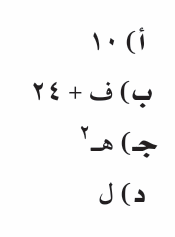 أ) ١٠
ب) ف + ٢٤
جـ) هـ٢
د) ل